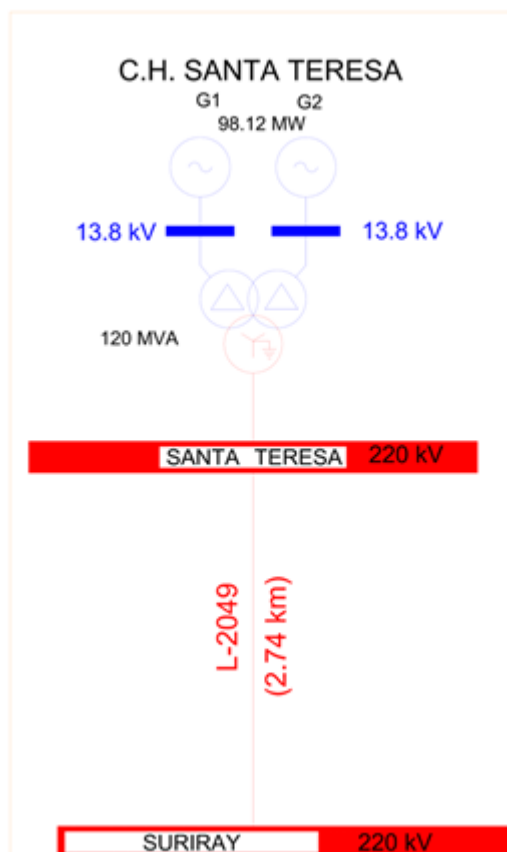 C.H. SANTA TERESA
G1 G2
98.12 MW
13.8 kV 13.8 kV
120 MVA
SANTA TERESA 220 kV
L-2049
(2.74 km)
SURIRAY 220 kV